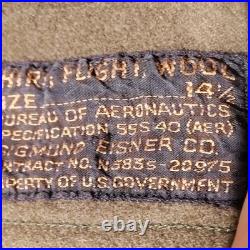 HIRT, FLIGHT, WOOL
SIZE 14½
BUREAU OF AERONAUTICS
SPECIFICATION 55S40 (AER)
SIGMUND EISNER CO.
CONTRACT NO. N383S-20975
PROPERTY OF U.S. GOVERNMENT